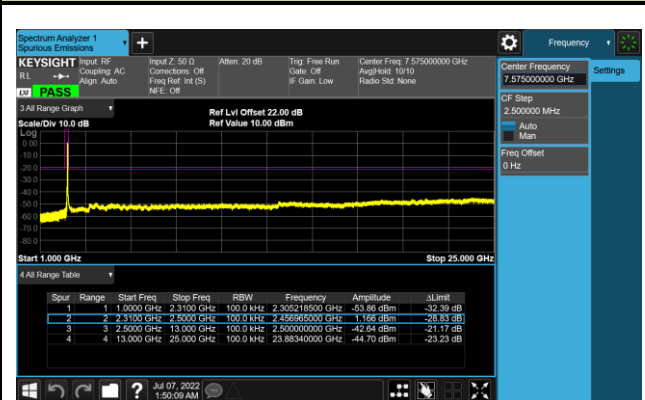 Spectrum Analyzer 1
Spurious Emissions
Frequency
KEYSIGHT Input: RF Input Z: 50 Ω Atten: 20 dB Trig: Free Run Center Freq: 7.575000000 GHz
RL Coupling: AC Corrections: Off Gate: Off Avg|Hold: 10/10
Align: Auto Freq Ref: Int (S) IF Gain: Low Radio Std: None
NFE: Off
LXI PASS
3 All Range Graph
Ref Lvl Offset 22.00 dB
Scale/Div 10.0 dB Ref Value 10.00 dBm
Log
0.00
-10.0
-20.0
-30.0
-40.0
-50.0
-60.0
-70.0
-80.0
Start 1.000 GHz Stop 25.000 GHz
4 All Range Table
Spur Range Start Freq Stop Freq RBW Frequency Amplitude ΔLimit
1 1 1.0000 GHz 2.3100 GHz 100.0 kHz 2.305218500 GHz -53.86 dBm -32.39 dB
2 2 2.3100 GHz 2.5000 GHz 100.0 kHz 2.456965000 GHz 1.166 dBm -28.83 dB
3 3 2.5000 GHz 13.000 GHz 100.0 kHz 2.500000000 GHz -42.64 dBm -21.17 dB
4 4 13.000 GHz 25.000 GHz 100.0 kHz 23.88340000 GHz -44.70 dBm -23.23 dB
Jul 07, 2022
1:50:09 AM
Center Frequency
7.575000000 GHz
Settings
CF Step
2.500000 MHz
Auto
Man
Freq Offset
0 Hz